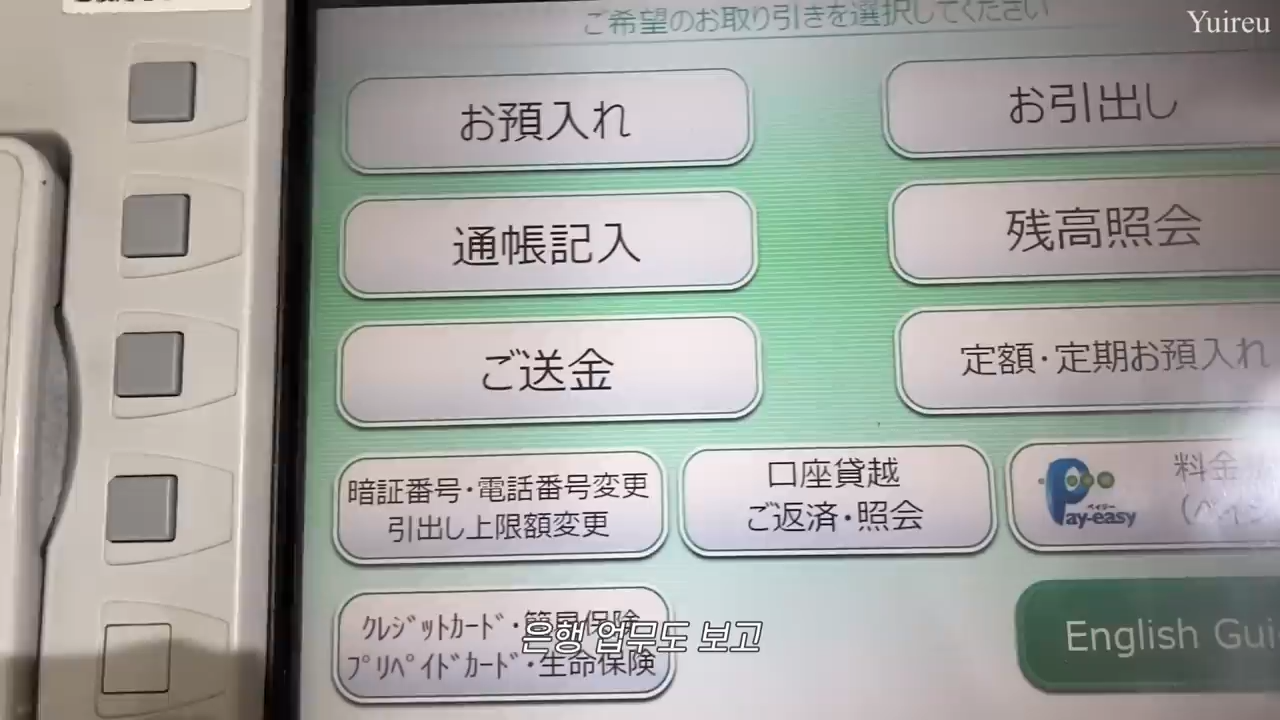 Yuireu
ご希望のお取り引きを選択してください
お預入れ
お引出し
通帳記入
残高照会
ご送金
定額・定期お預入れ
暗証番号・電話番号変更
引出し上限額変更
口座貸越
ご返済・照会
Pay-easy
ペイジー
料金
クレジットカード・簡易保険
プリペイドカード・生命保険
English Gui
은행 업무도 보고